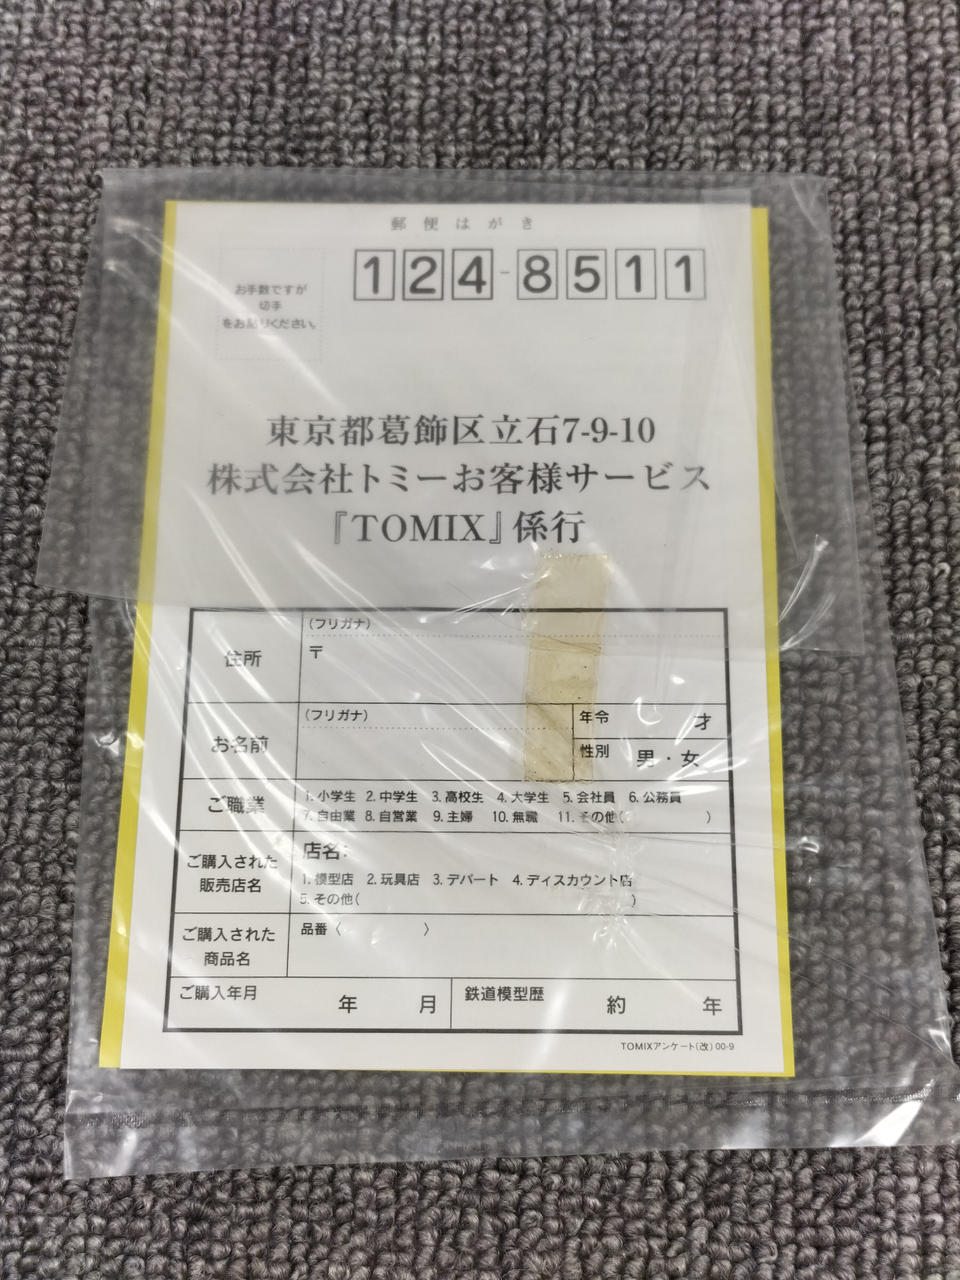 郵便はがき
124-8511
お手数ですが
切手
をお貼りください。
東京都葛飾区立石7-9-10
株式会社トミーお客様サービス
『TOMIX』係行
住所
(フリガナ)
〒
お名前
(フリガナ)
年令 才
性別 男・女
ご職業
1. 小学生 2. 中学生 3. 高校生 4. 大学生 5. 会社員 6. 公務員
7. 自由業 8. 自営業 9. 主婦 10. 無職 11. その他( )
ご購入された
販売店名
店名:
1. 模型店 2. 玩具店 3. デパート 4. ディスカウント店
5. その他( )
ご購入された
商品名
品番〈 〉
ご購入年月 年 月
鉄道模型歴 約 年
TOMIXアンケート(改) 00-9